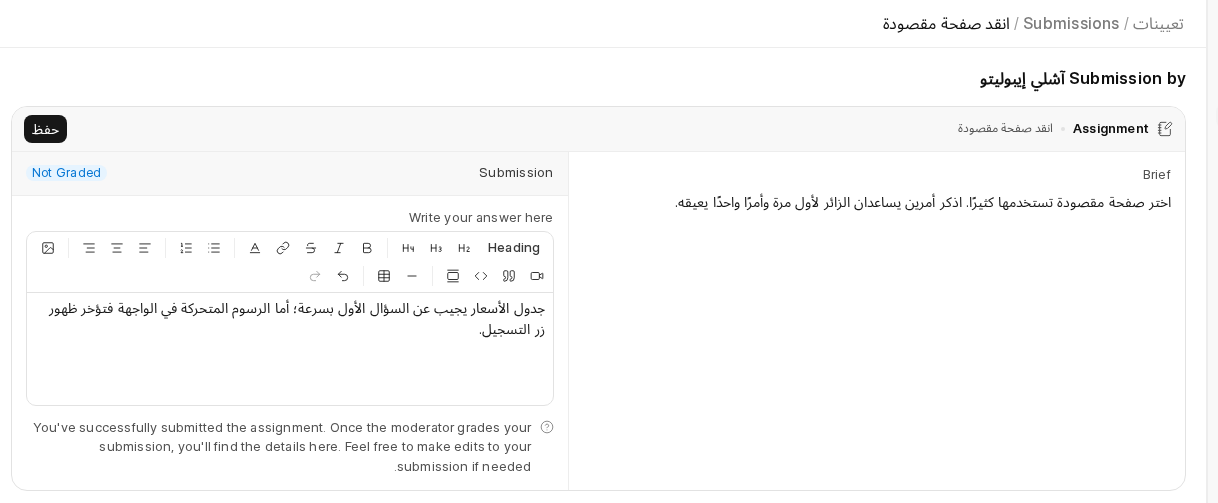 تعيينات / Submissions / انقد صفحة مقصودة
Submission by آشلي إيبوليتو
Assignment • انقد صفحة مقصودة
حفظ
Brief
اختر صفحة مقصودة تستخدمها كثيرًا. اذكر أمرين يساعدان الزائر لأول مرة وأمرًا واحدًا يعيقه.
Submission
Not Graded
Write your answer here
Heading H2 H3 H4
جدول الأسعار يجيب عن السؤال الأول بسرعة؛ أما الرسوم المتحركة في الواجهة فتؤخر ظهور
زر التسجيل.
You've successfully submitted the assignment. Once the moderator grades your
submission, you'll find the details here. Feel free to make edits to your
submission if needed.